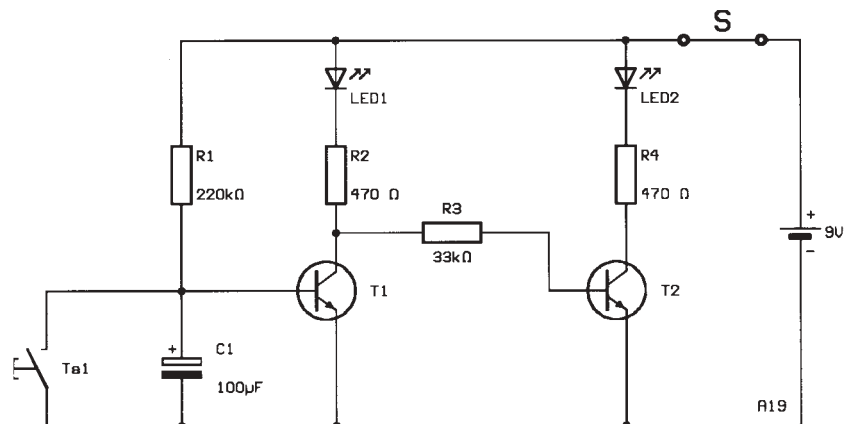 S
LED1
LED2
R1
220kΩ
R2
470 Ω
R4
470 Ω
R3
33kΩ
+
9V
-
T1
T2
Ta1
+
C1
100µF
A19